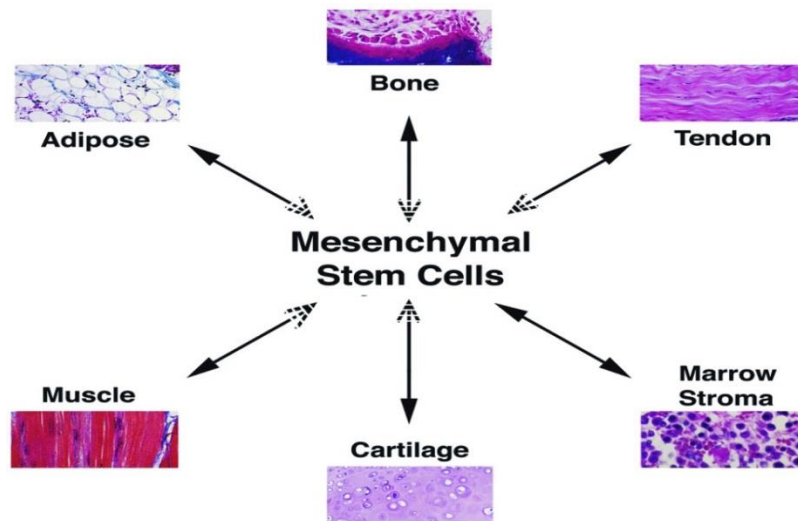 Bone
Adipose
Tendon
Mesenchymal
Stem Cells
Muscle
Marrow
Stroma
Cartilage